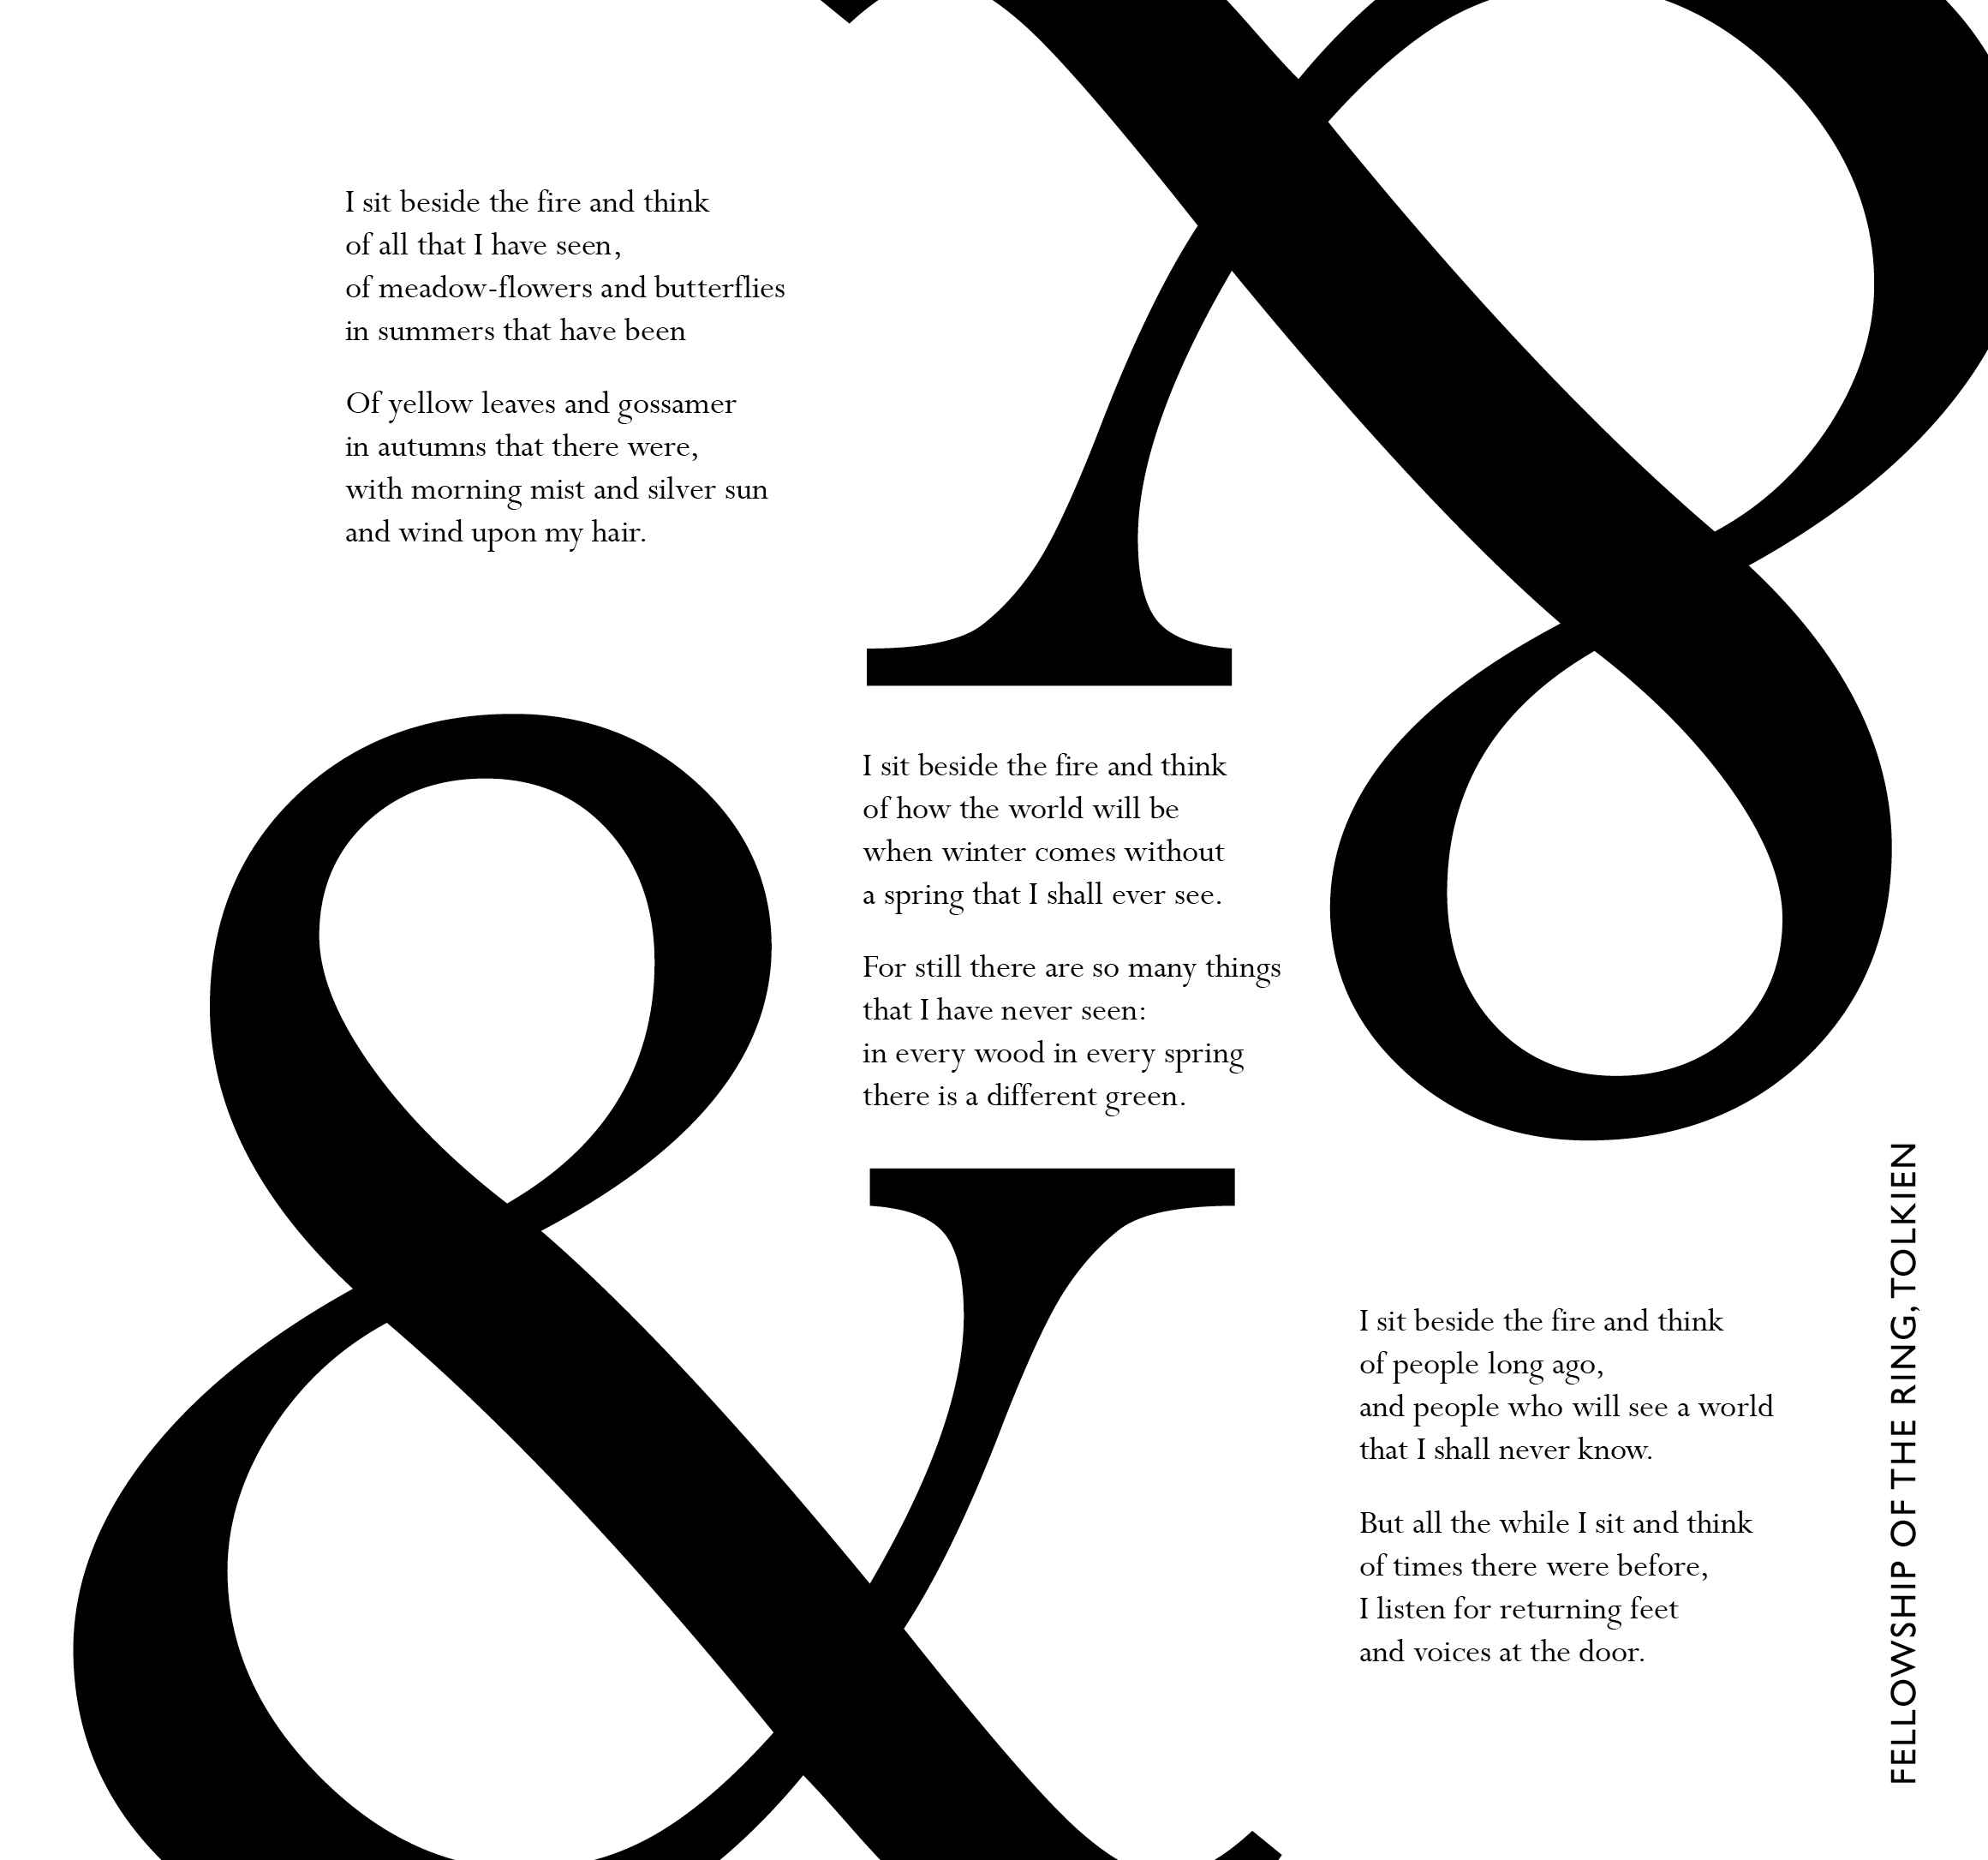 I sit beside the fire and think
of all that I have seen,
of meadow-flowers and butterflies
in summers that have been
Of yellow leaves and gossamer
in autumns that there were,
with morning mist and silver sun
and wind upon my hair.
&
I sit beside the fire and think
of how the world will be
when winter comes without
a spring that I shall ever see.
For still there are so many things
that I have never seen:
in every wood in every spring
there is a different green.
&
I sit beside the fire and think
of people long ago,
and people who will see a world
that I shall never know.
But all the while I sit and think
of times there were before,
I listen for returning feet
and voices at the door.
FELLOWSHIP OF THE RING, TOLKIEN